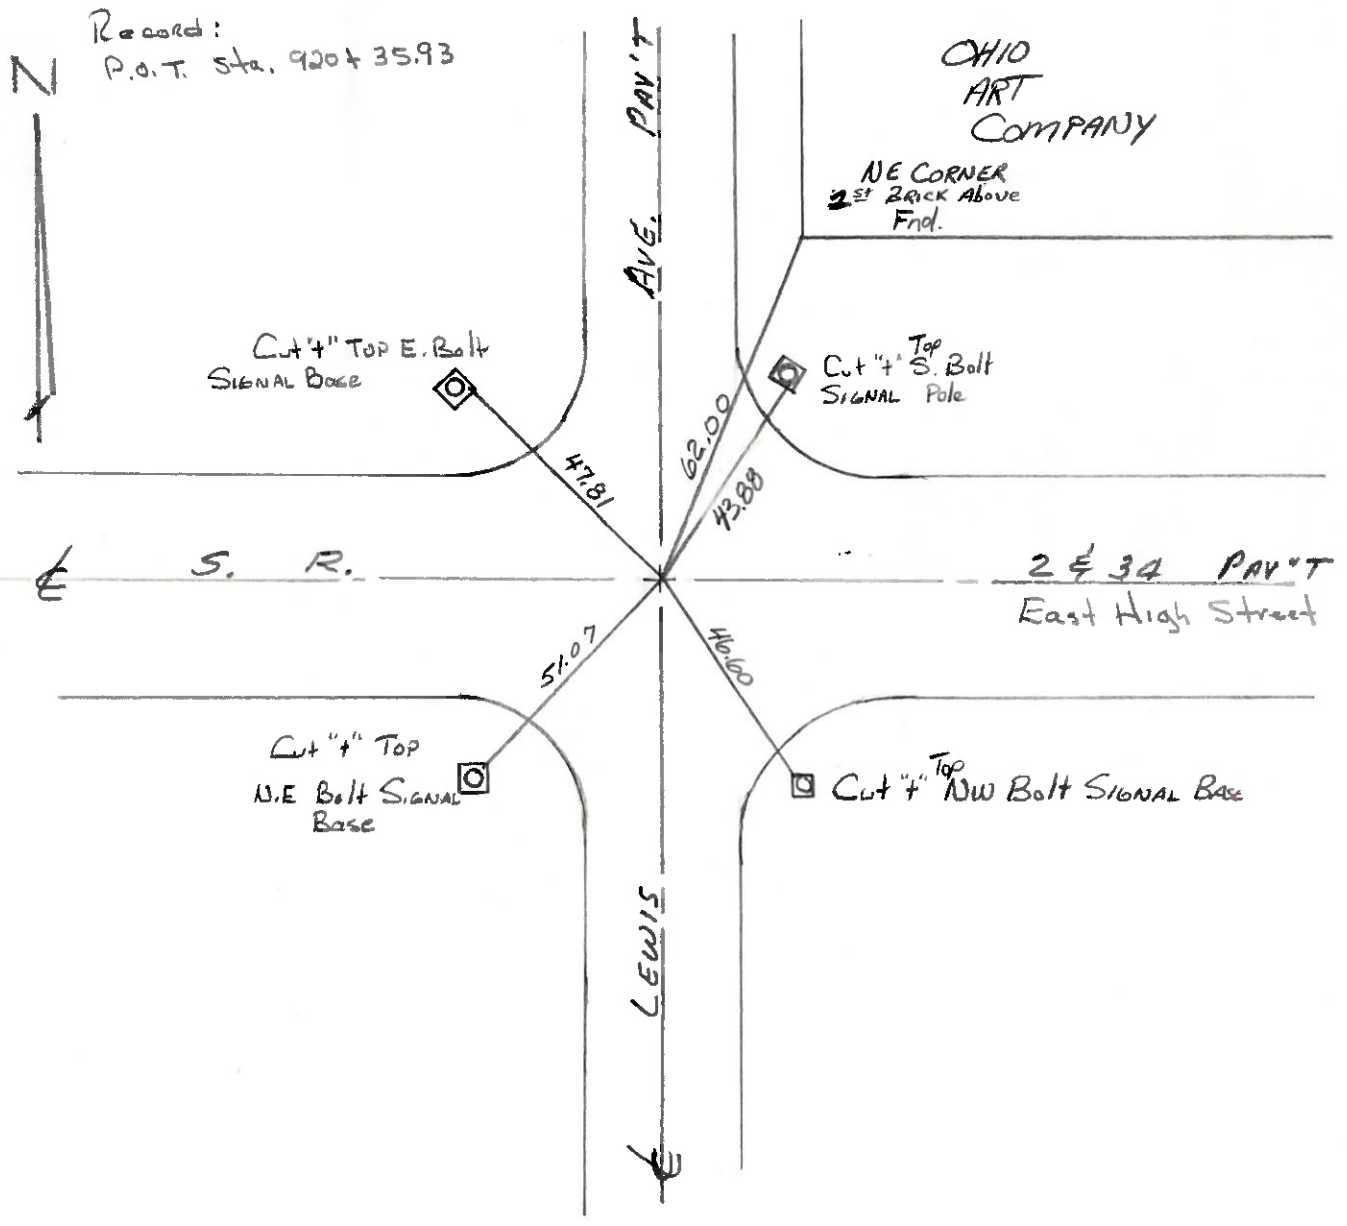 Record:
P.O.T. Sta. 920+35.93
N
AVE. PAV'T
OHIO
ART
COMPANY
NE CORNER
2st BRICK Above
Fnd.
Cut "+" TOP E. Bolt
SIGNAL BASE
Cut "+" Top S. Bolt
SIGNAL Pole
62.00
47.81
43.88
℄ S. R. 2 & 34 PAV'T
East High Street
51.07
46.60
Cut "+" TOP
N.E Bolt SIGNAL
Base
Cut "+" Top NW Bolt SIGNAL BASE
LEWIS
℄